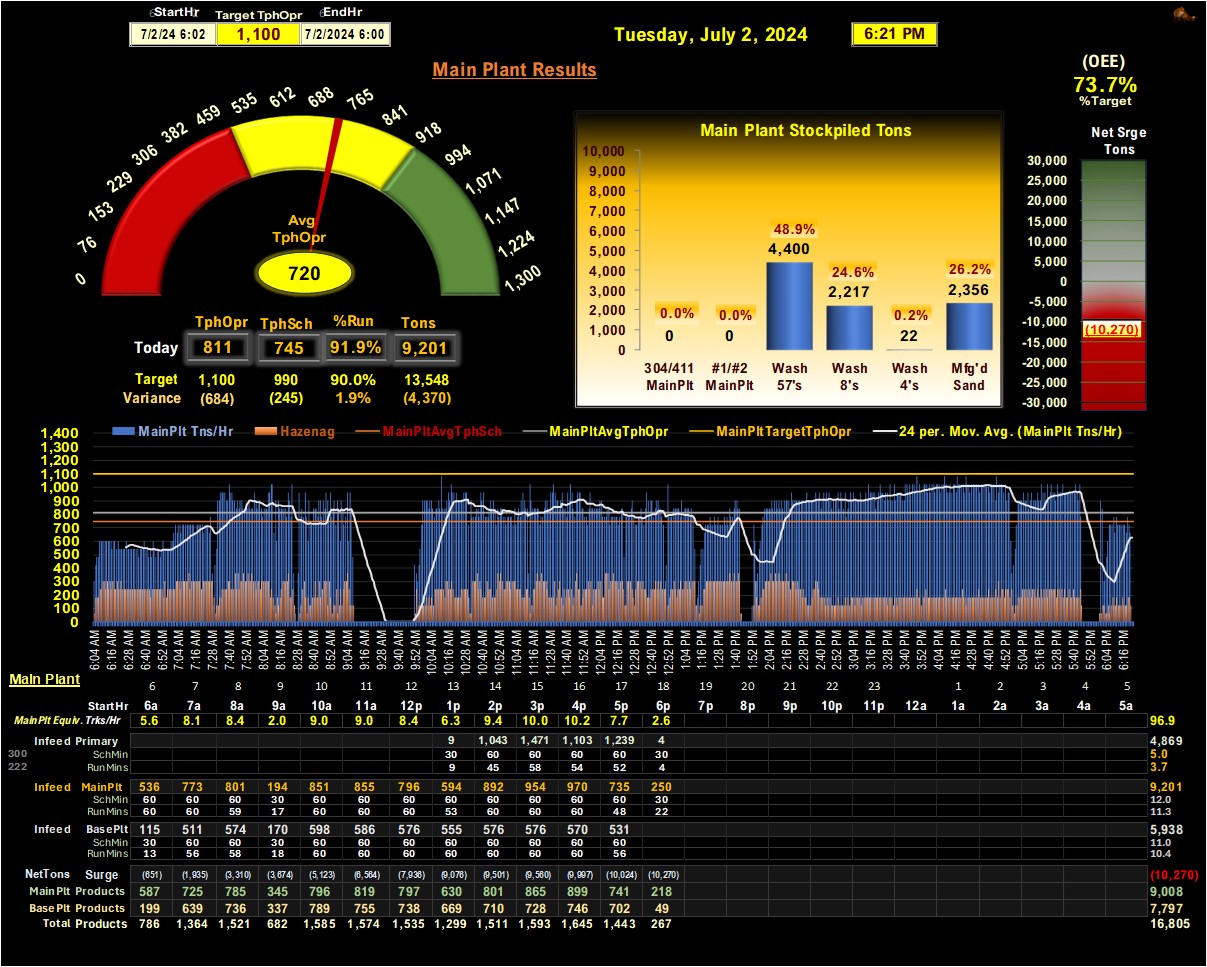 StartHr Target TphOpr EndHr
7/2/24 6:02 1,100 7/2/2024 6:00
Tuesday, July 2, 2024 6:21 PM
Main Plant Results
(OEE)
73.7%
%Target
0 76 153 229 306 382 459 535 612 688 765 841 918 994 1,071 1,147 1,224 1,300
Avg
TphOpr
720
TphOpr TphSch %Run Tons
Today 811 745 91.9% 9,201
Target 1,100 990 90.0% 13,548
Variance (684) (245) 1.9% (4,370)
Main Plant Stockpiled Tons
10,000
9,000
8,000
7,000
6,000
5,000
4,000
3,000
2,000
1,000
0
0.0% 0.0% 48.9% 24.6% 0.2% 26.2%
0 0 4,400 2,217 22 2,356
304/411 #1/#2 Wash Wash Wash Mfg'd
MainPlt MainPlt 57's 8's 4's Sand
Net Srge
Tons
30,000
25,000
20,000
15,000
10,000
5,000
0
-5,000
-10,000
(10,270)
-15,000
-20,000
-25,000
-30,000
MainPlt Tns/Hr Hazenag MainPltAvgTphSch MainPltAvgTphOpr MainPltTargetTphOpr 24 per. Mov. Avg. (MainPlt Tns/Hr)
1,400
1,300
1,200
1,100
1,000
900
800
700
600
500
400
300
200
100
0
6:04 AM 6:16 AM 6:28 AM 6:40 AM 6:52 AM 7:04 AM 7:16 AM 7:28 AM 7:40 AM 7:52 AM 8:04 AM 8:16 AM 8:28 AM 8:40 AM 8:52 AM 9:04 AM 9:16 AM 9:28 AM 9:40 AM 9:52 AM 10:04 AM 10:16 AM 10:28 AM 10:40 AM 10:52 AM 11:04 AM 11:16 AM 11:28 AM 11:40 AM 11:52 AM 12:04 PM 12:16 PM 12:28 PM 12:40 PM 12:52 PM 1:04 PM 1:16 PM 1:28 PM 1:40 PM 1:52 PM 2:04 PM 2:16 PM 2:28 PM 2:40 PM 2:52 PM 3:04 PM 3:16 PM 3:28 PM 3:40 PM 3:52 PM 4:04 PM 4:16 PM 4:28 PM 4:40 PM 4:52 PM 5:04 PM 5:16 PM 5:28 PM 5:40 PM 5:52 PM 6:04 PM 6:16 PM
Main Plant
6 7 8 9 10 11 12 13 14 15 16 17 18 19 20 21 22 23 1 2 3 4 5
StartHr 6a 7a 8a 9a 10a 11a 12p 1p 2p 3p 4p 5p 6p 7p 8p 9p 10p 11p 12a 1a 2a 3a 4a 5a
MainPlt Equiv. Trks/Hr 5.6 8.1 8.4 2.0 9.0 9.0 8.4 6.3 9.4 10.0 10.2 7.7 2.6 96.9
Infeed Primary 9 1,043 1,471 1,103 1,239 4 4,869
300 SchMin 30 60 60 60 60 30 5.0
222 RunMins 9 45 58 54 52 4 3.7
Infeed MainPlt 536 773 801 194 851 855 796 594 892 954 970 735 250 9,201
SchMin 60 60 60 30 60 60 60 60 60 60 60 60 30 12.0
RunMins 60 60 59 17 60 60 60 53 60 60 60 48 22 11.3
Infeed BasePlt 115 511 574 170 598 586 576 555 576 576 570 531 5,938
SchMin 30 60 60 30 60 60 60 60 60 60 60 60 11.0
RunMins 13 56 58 18 60 60 60 60 60 60 60 56 10.4
NetTons Surge (651) (1,935) (3,310) (3,674) (5,123) (6,564) (7,936) (9,076) (9,501) (9,560) (9,997) (10,024) (10,270) (10,270)
MainPlt Products 587 725 785 345 796 819 797 630 801 865 899 741 218 9,008
BasePlt Products 199 639 736 337 789 755 738 669 710 728 746 702 49 7,797
Total Products 786 1,364 1,521 682 1,585 1,574 1,535 1,299 1,511 1,593 1,645 1,443 267 16,805